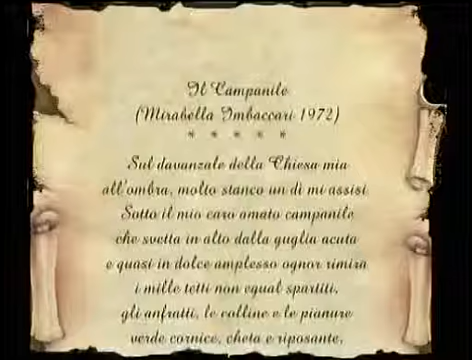 Il Campanile
(Mirabella Imbaccari 1972)
* * * * *
Sul davanzale della Chiesa mia
all'ombra, molto stanco un dì mi assisi
Sotto il mio caro amato campanile
che svetta in alto dalla guglia acuta
e quasi in dolce amplesso ognor rimira
i mille tetti non egual spartiti,
gli anfratti, le colline e le pianure
verde cornice, cheta e riposante,